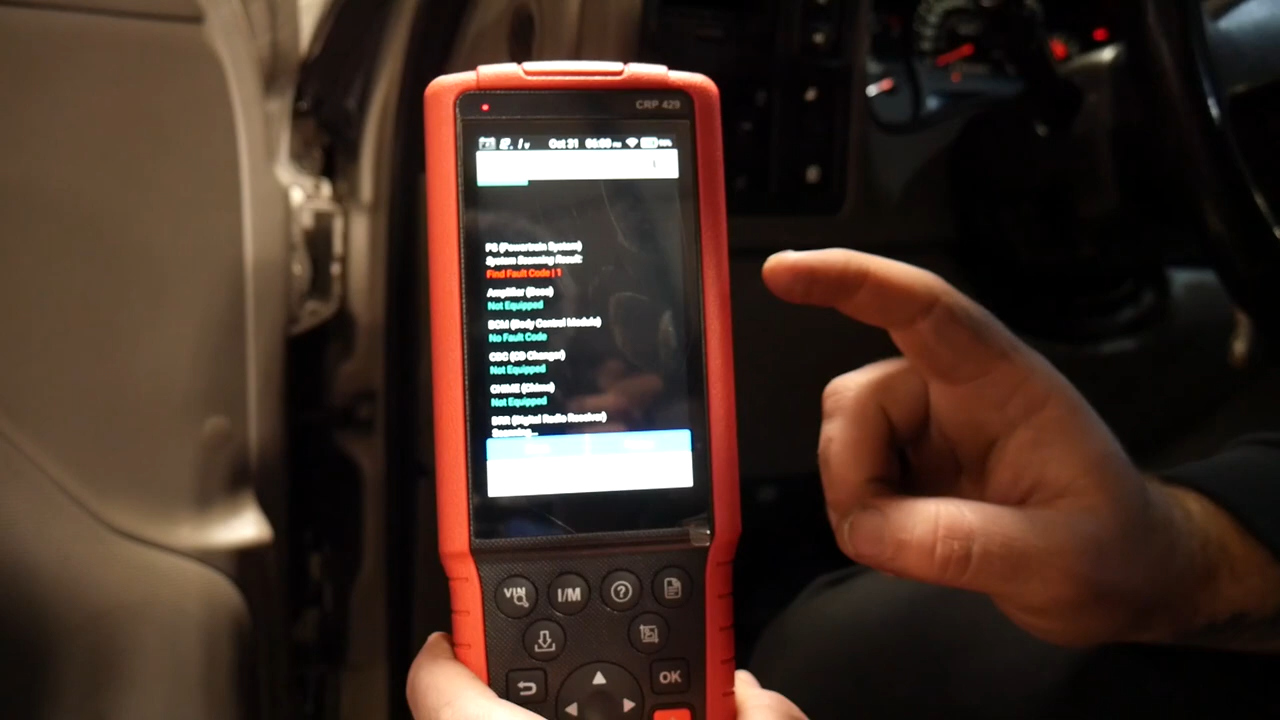 CRP 429
Oct 31
PS (Powertrain System)
System Scanning Result:
Find Fault Code | 1
Amplifier (Bose)
Not Equipped
BCM (Body Control Module)
No Fault Code
CDC (CD Changer)
Not Equipped
CHIME (Chime)
Not Equipped
DRR (Digital Radio Receiver)
Scanning...
VIN
I/M
?
OK